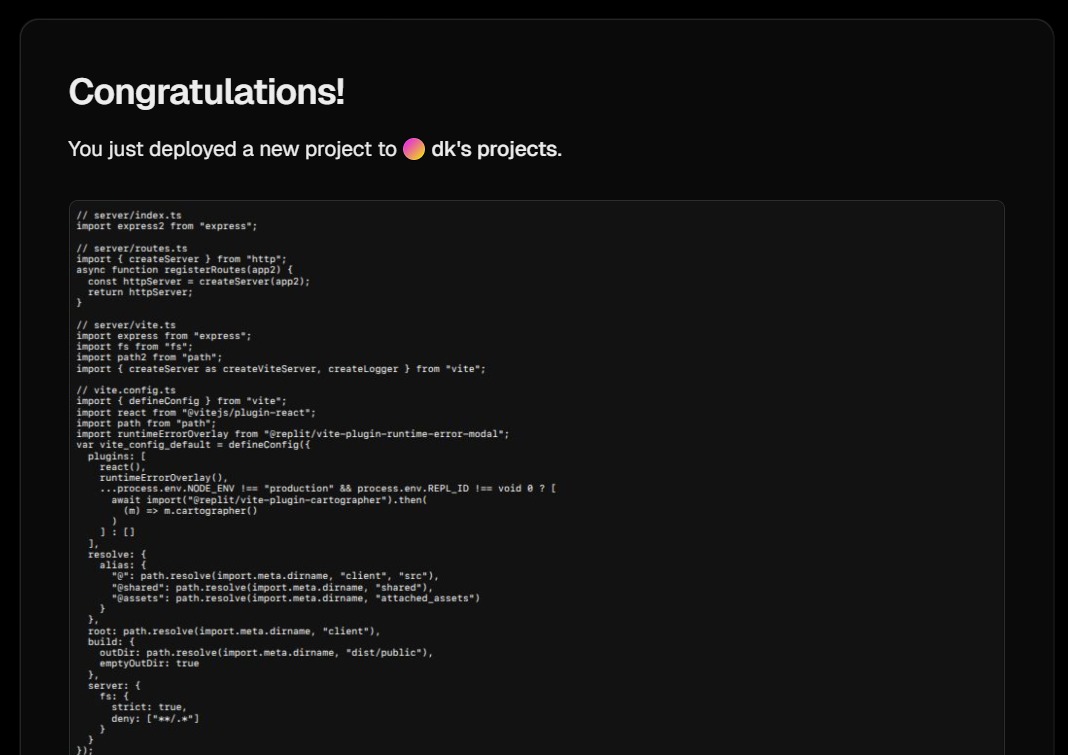 Congratulations!
You just deployed a new project to dk's projects.
// server/index.ts
import express2 from "express";
// server/routes.ts
import { createServer } from "http";
async function registerRoutes(app2) {
const httpServer = createServer(app2);
return httpServer;
}
// server/vite.ts
import express from "express";
import fs from "fs";
import path2 from "path";
import { createServer as createViteServer, createLogger } from "vite";
// vite.config.ts
import { defineConfig } from "vite";
import react from "@vitejs/plugin-react";
import path from "path";
import runtimeErrorOverlay from "@replit/vite-plugin-runtime-error-modal";
var vite_config_default = defineConfig({
plugins: [
react(),
runtimeErrorOverlay(),
...process.env.NODE_ENV !== "production" && process.env.REPL_ID !== void 0 ? [
await import("@replit/vite-plugin-cartographer").then(
(m) => m.cartographer()
)
] : []
],
resolve: {
alias: {
"@": path.resolve(import.meta.dirname, "client", "src"),
"@shared": path.resolve(import.meta.dirname, "shared"),
"@assets": path.resolve(import.meta.dirname, "attached_assets")
}
},
root: path.resolve(import.meta.dirname, "client"),
build: {
outDir: path.resolve(import.meta.dirname, "dist/public"),
emptyOutDir: true
},
server: {
fs: {
strict: true,
deny: ["**/.*"]
}
}
});